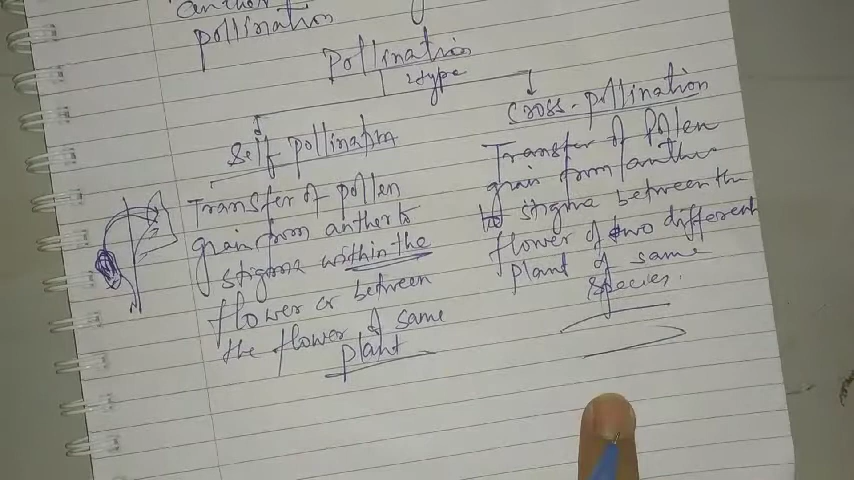 anther
pollination
Pollination
2 type
Self pollination
Transfer of pollen
grain from anther to
stigma within the
flower or between
the flower of same
plant
Cross-pollination
Transfer of Pollen
grain from anther
to stigma between the
flower of two different
plant of same
Species.